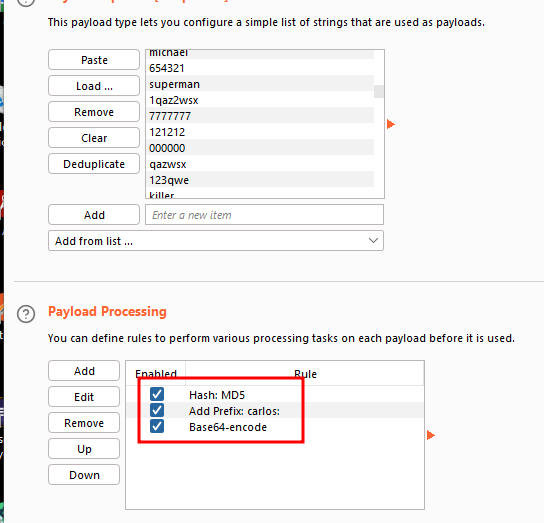 This payload type lets you configure a simple list of strings that are used as payloads.
Paste
Load ...
Remove
Clear
Deduplicate
michael
654321
superman
1qaz2wsx
7777777
121212
000000
qazwsx
123qwe
killer
Add
Enter a new item
Add from list ...
Payload Processing
You can define rules to perform various processing tasks on each payload before it is used.
Add
Edit
Remove
Up
Down
Enabled
Rule
Hash: MD5
Add Prefix: carlos:
Base64-encode